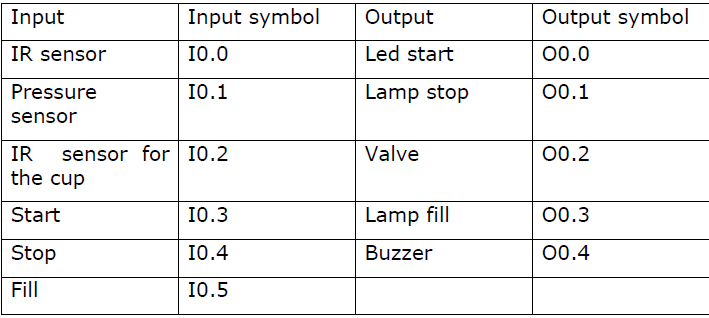 Input Input symbol Output Output symbol
IR sensor I0.0 Led start O0.0
Pressure I0.1 Lamp stop O0.1
sensor
IR sensor for I0.2 Valve O0.2
the cup
Start I0.3 Lamp fill O0.3
Stop I0.4 Buzzer O0.4
Fill I0.5